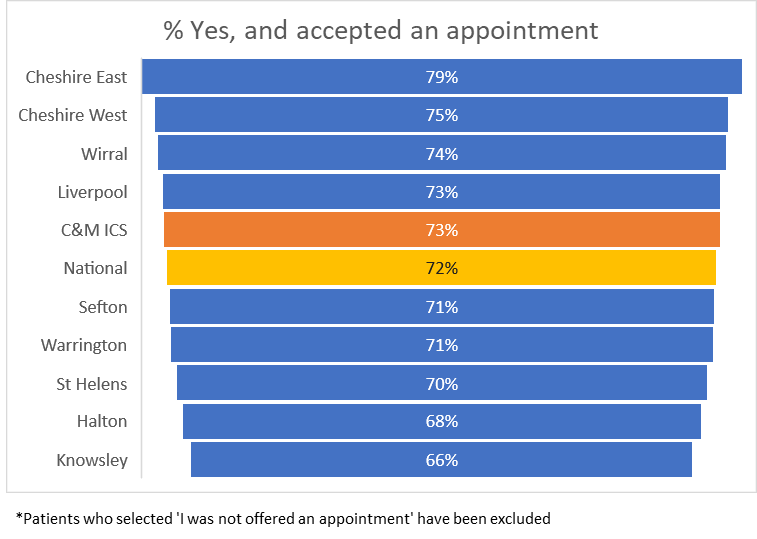 % Yes, and accepted an appointment
Cheshire East 79%
Cheshire West 75%
Wirral 74%
Liverpool 73%
C&M ICS 73%
National 72%
Sefton 71%
Warrington 71%
St Helens 70%
Halton 68%
Knowsley 66%
*Patients who selected 'I was not offered an appointment' have been excluded